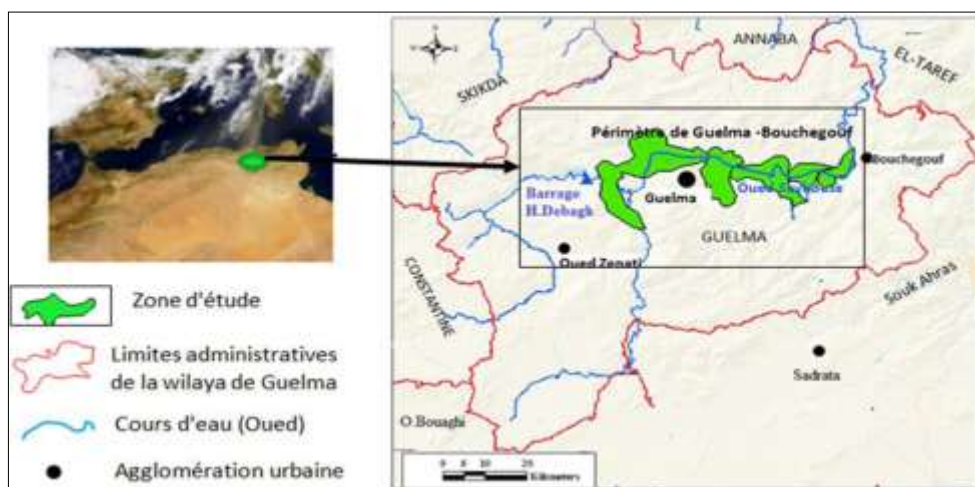 ANNABA
EL-TAREF
SKIKDA
Périmètre de Guelma -Bouchegouf
Bouchegouf
Barrage
H.Debagh
Guelma
Oued Seybouse
GUELMA
Oued Zenati
CONSTANTINE
Souk Ahras
Sadrata
O.Bouaghi
Zone d'étude
Limites administratives
de la wilaya de Guelma
Cours d'eau (Oued)
Agglomération urbaine
Kilometers